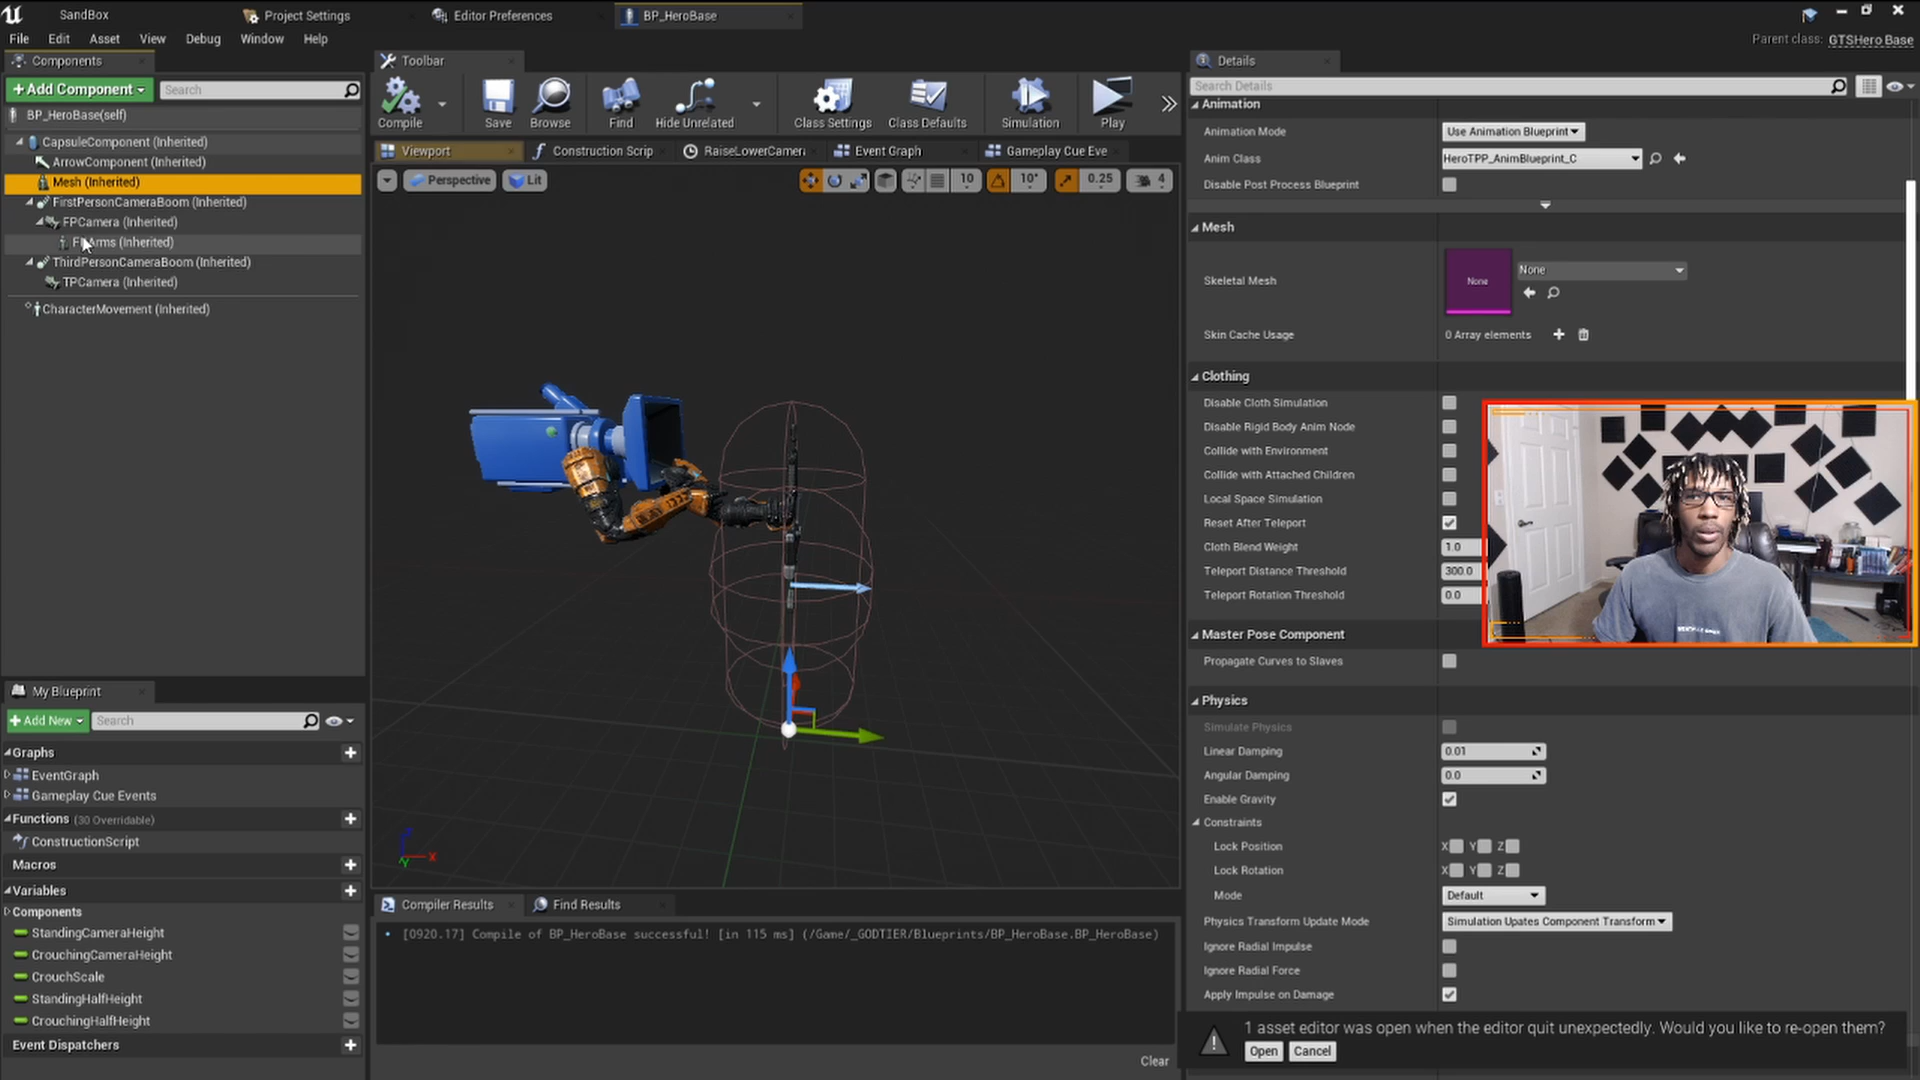 SandBox
Project Settings
Editor Preferences
BP_HeroBase
File Edit Asset View Debug Window Help
Parent class: GTSHero Base
Components
+Add Component
Search
BP_HeroBase(self)
CapsuleComponent (Inherited)
ArrowComponent (Inherited)
Mesh (Inherited)
FirstPersonCameraBoom (Inherited)
FPCamera (Inherited)
(Inherited)
ThirdPersonCameraBoom (Inherited)
TPCamera (Inherited)
CharacterMovement (Inherited)
My Blueprint
+Add New
Search
Graphs
EventGraph
Gameplay Cue Events
Functions (30 Overridable)
ConstructionScript
Macros
Variables
Components
StandingCameraHeight
CrouchingCameraHeight
CrouchScale
StandingHalfHeight
CrouchingHalfHeight
Event Dispatchers
Toolbar
Compile
Save
Browse
Find
Hide Unrelated
Class Settings
Class Defaults
Simulation
Play
Viewport
Construction Scrip
RaiseLowerCamera
Event Graph
Gameplay Cue Eve
Perspective
Lit
10
10°
0.25
4
Z
X
Y
Compiler Results
Find Results
• [0920.17] Compile of BP_HeroBase successful! [in 115 ms] (/Game/_GODTIER/Blueprints/BP_HeroBase.BP_HeroBase)
Clear
Details
Search Details
Animation
Animation Mode
Use Animation Blueprint
Anim Class
HeroTPP_AnimBlueprint_C
Disable Post Process Blueprint
Mesh
Skeletal Mesh
None
None
Skin Cache Usage
0 Array elements
Clothing
Disable Cloth Simulation
Disable Rigid Body Anim Node
Collide with Environment
Collide with Attached Children
Local Space Simulation
Reset After Teleport
Cloth Blend Weight
1.0
Teleport Distance Threshold
300.0
Teleport Rotation Threshold
0.0
Master Pose Component
Propagate Curves to Slaves
Physics
Simulate Physics
Linear Damping
0.01
Angular Damping
0.0
Enable Gravity
Constraints
Lock Position
X Y Z
Lock Rotation
X Y Z
Mode
Default
Physics Transform Update Mode
Simulation Upates Component Transform
Ignore Radial Impulse
Ignore Radial Force
Apply Impulse on Damage
1 asset editor was open when the editor quit unexpectedly. Would you like to re-open them?
Open
Cancel